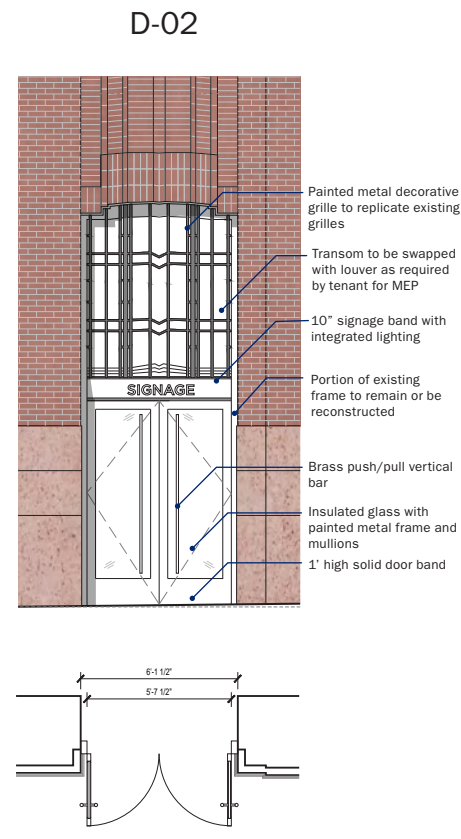 D-02
Painted metal decorative
grille to replicate existing
grilles
Transom to be swapped
with louver as required
by tenant for MEP
10” signage band with
integrated lighting
SIGNAGE
Portion of existing
frame to remain or be
reconstructed
Brass push/pull vertical
bar
Insulated glass with
painted metal frame and
mullions
1’ high solid door band
6'-1 1/2"
5'-7 1/2"